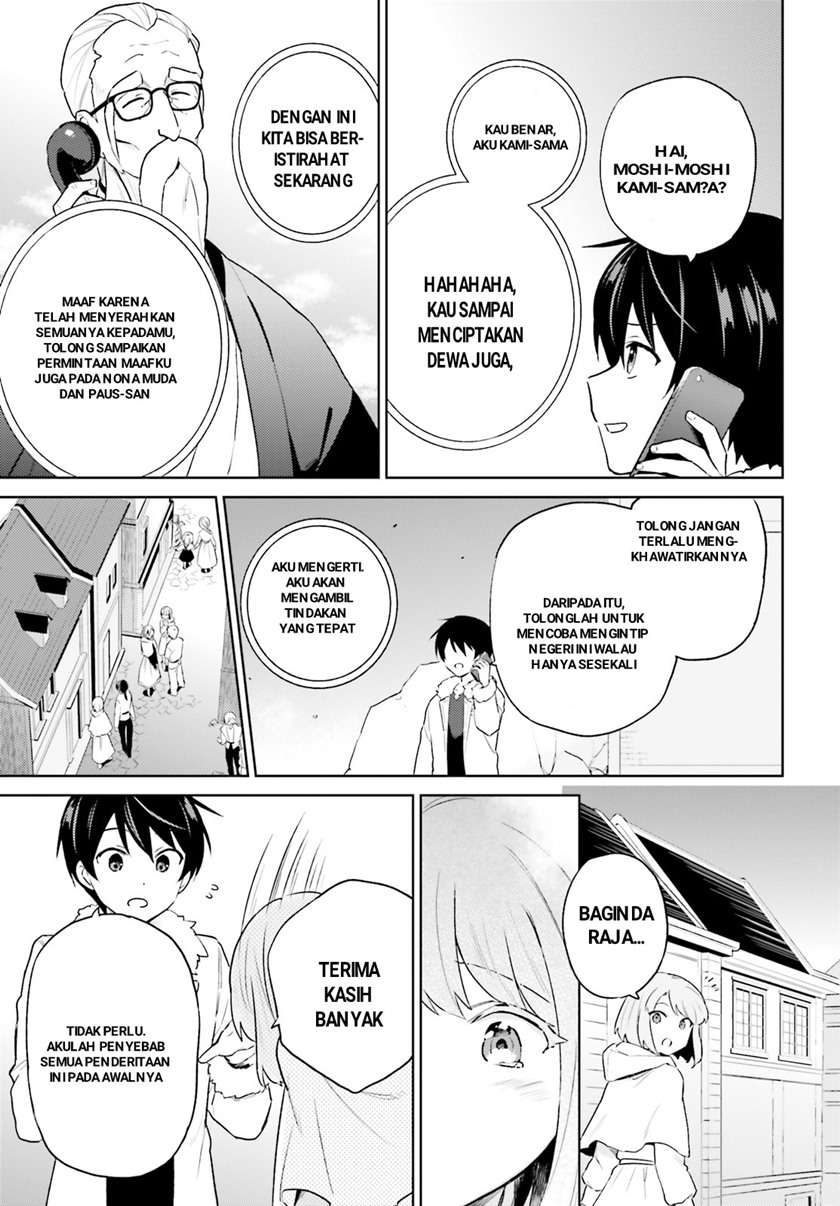 HAI,
MOSHI-MOSHI
KAMI-SAM?A?
KAU BENAR,
AKU KAMI-SAMA
HAHAHAHA,
KAU SAMPAI
MENCIPTAKAN
DEWA JUGA,
DENGAN INI
KITA BISA BER-
ISTIRAHAT
SEKARANG
MAAF KARENA
TELAH MENYERAHKAN
SEMUANYA KEPADAMU,
TOLONG SAMPAIKAN
PERMINTAAN MAAFKU
JUGA PADA NONA MUDA
DAN PAUS-SAN
TOLONG JANGAN
TERLALU MENG-
KHAWATIRKANNYA
DARIPADA ITU,
TOLONGLAH UNTUK
MENCOBA MENGINTIP
NEGERI INI WALAU
HANYA SESEKALI
AKU MENGERTI.
AKU AKAN
MENGAMBIL
TINDAKAN
YANG TEPAT
BAGINDA
RAJA...
TERIMA
KASIH
BANYAK
TIDAK PERLU.
AKULAH PENYEBAB
SEMUA PENDERITAAN
INI PADA AWALNYA